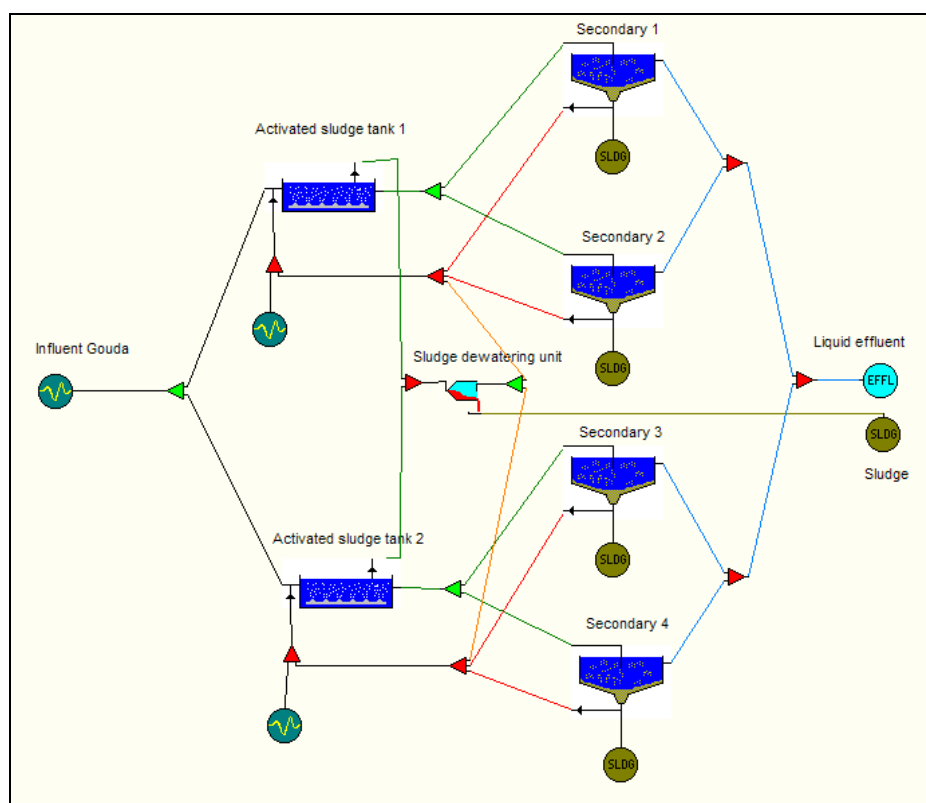 Secondary 1
Activated sludge tank 1
SLDG
Secondary 2
Influent Gouda
Sludge dewatering unit
SLDG
Liquid effluent
EFFL
Secondary 3
SLDG
Sludge
Activated sludge tank 2
SLDG
Secondary 4
SLDG